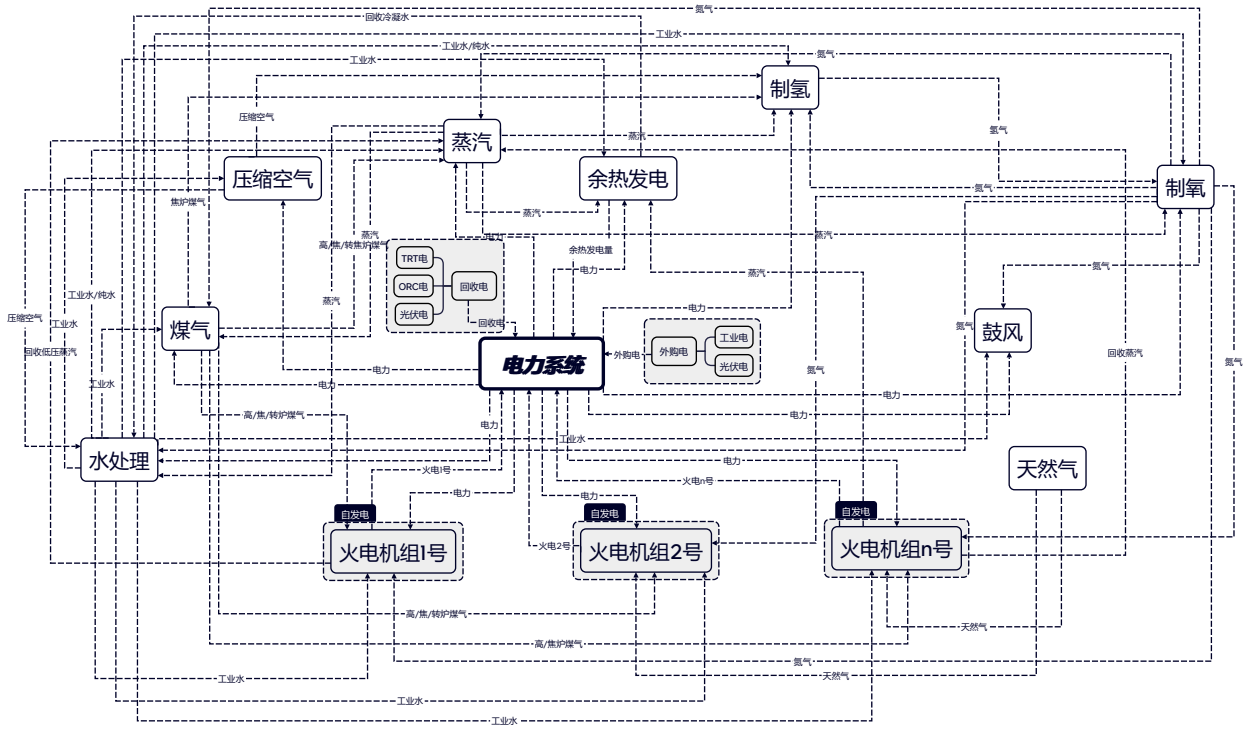 氮气
回收冷凝水
工业水
工业水/纯水
氮气
工业水
制氢
压缩空气
蒸汽
蒸汽
氢气
压缩空气
余热发电
制氧
氮气
焦炉煤气
蒸汽
蒸汽
电力
蒸汽
高/焦/转焦炉煤气
余热发电量
TRT电
ORC电
光伏电
回收电
回收电
电力
蒸汽
氮气
工业水/纯水
蒸汽
电力
压缩空气
工业水
煤气
氮气
鼓风
工业电
外购电
光伏电
外购电
回收低压蒸汽
回收蒸汽
电力系统
氮气
电力
氮气
工业水
电力
电力
高/焦/转炉煤气
电力
电力
工业水
水处理
电力
天然气
火电1号
火电n号
电力
电力
自发电
自发电
自发电
火电机组1号
火电2号
火电机组2号
火电机组n号
高/焦/转炉煤气
天然气
高/焦炉煤气
氮气
工业水
天然气
工业水
工业水